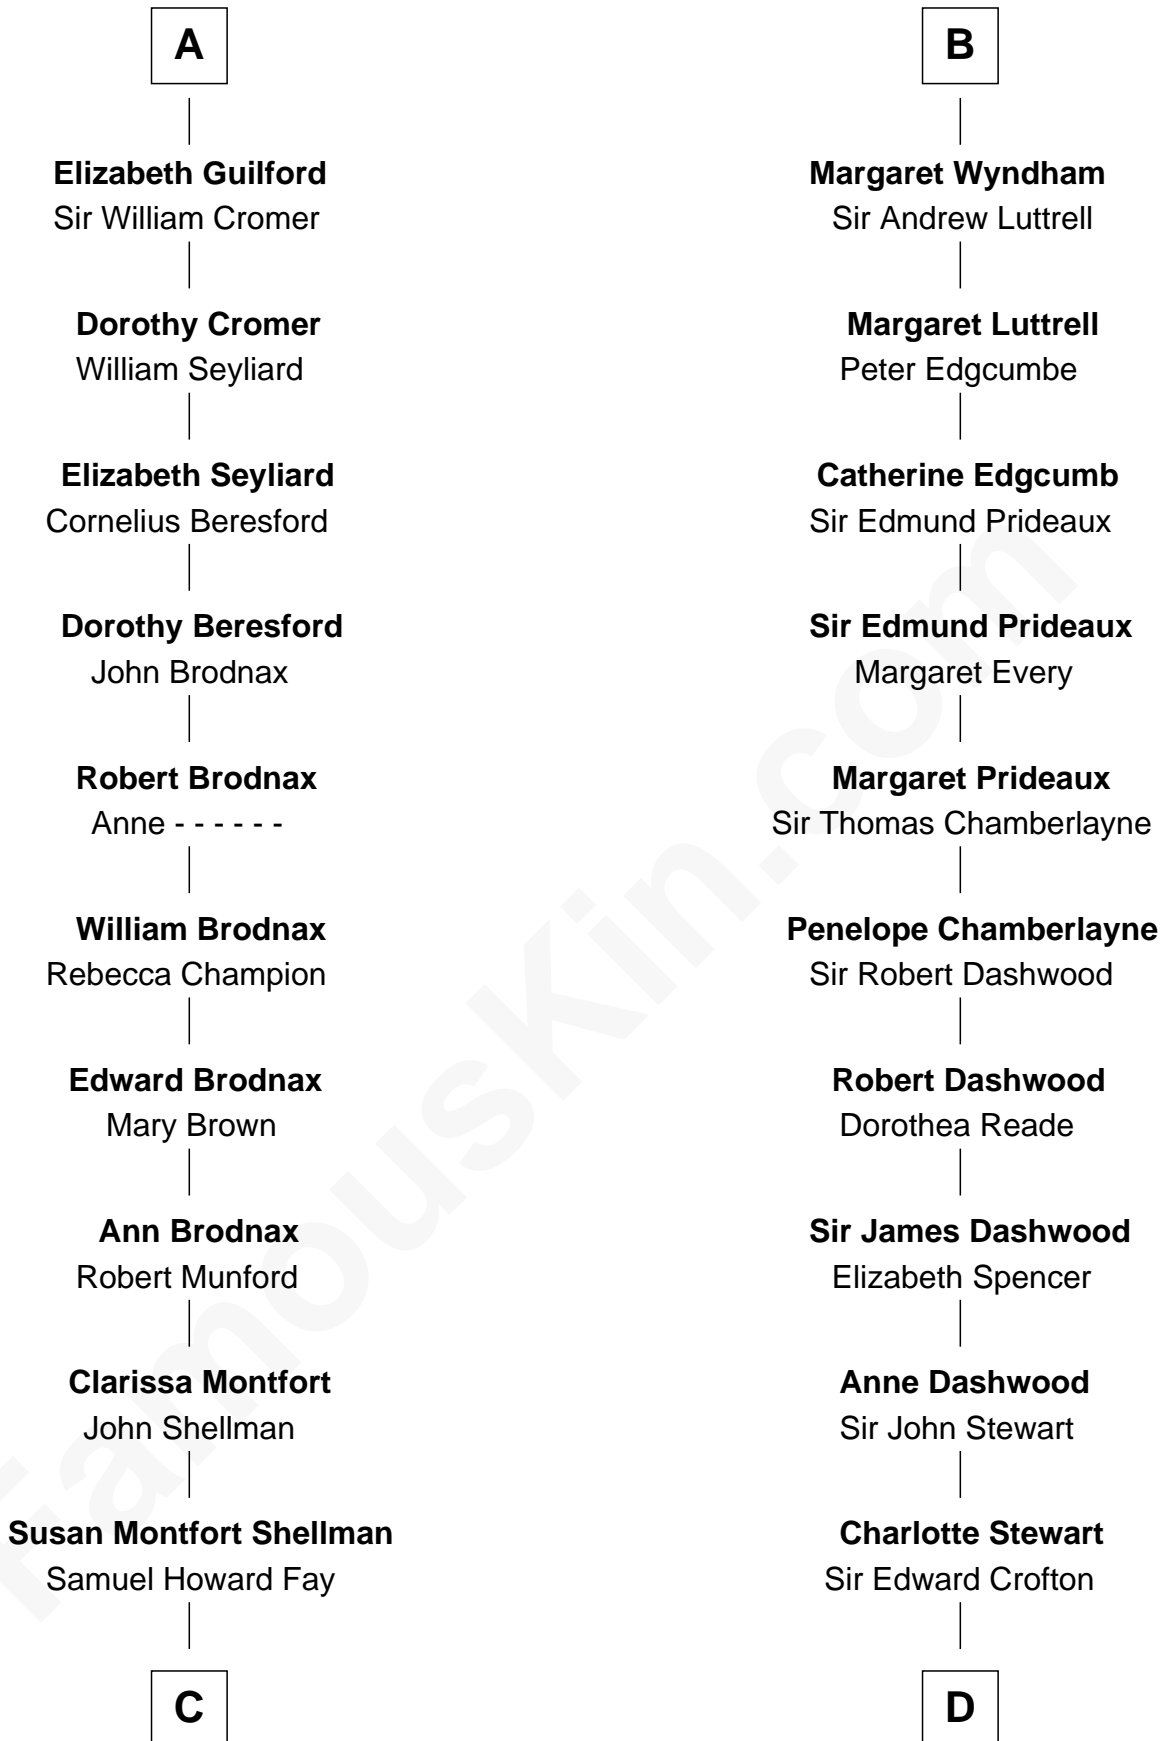 A
Elizabeth Guilford
Sir William Cromer
Dorothy Cromer
William Seyliard
Elizabeth Seyliard
Cornelius Beresford
Dorothy Beresford
John Brodnax
Robert Brodnax
Anne - - - - - -
William Brodnax
Rebecca Champion
Edward Brodnax
Mary Brown
Ann Brodnax
Robert Munford
Clarissa Montfort
John Shellman
Susan Montfort Shellman
Samuel Howard Fay
C
B
Margaret Wyndham
Sir Andrew Luttrell
Margaret Luttrell
Peter Edgcumbe
Catherine Edgcumb
Sir Edmund Prideaux
Sir Edmund Prideaux
Margaret Every
Margaret Prideaux
Sir Thomas Chamberlayne
Penelope Chamberlayne
Sir Robert Dashwood
Robert Dashwood
Dorothea Reade
Sir James Dashwood
Elizabeth Spencer
Anne Dashwood
Sir John Stewart
Charlotte Stewart
Sir Edward Crofton
D
FamousKin.com